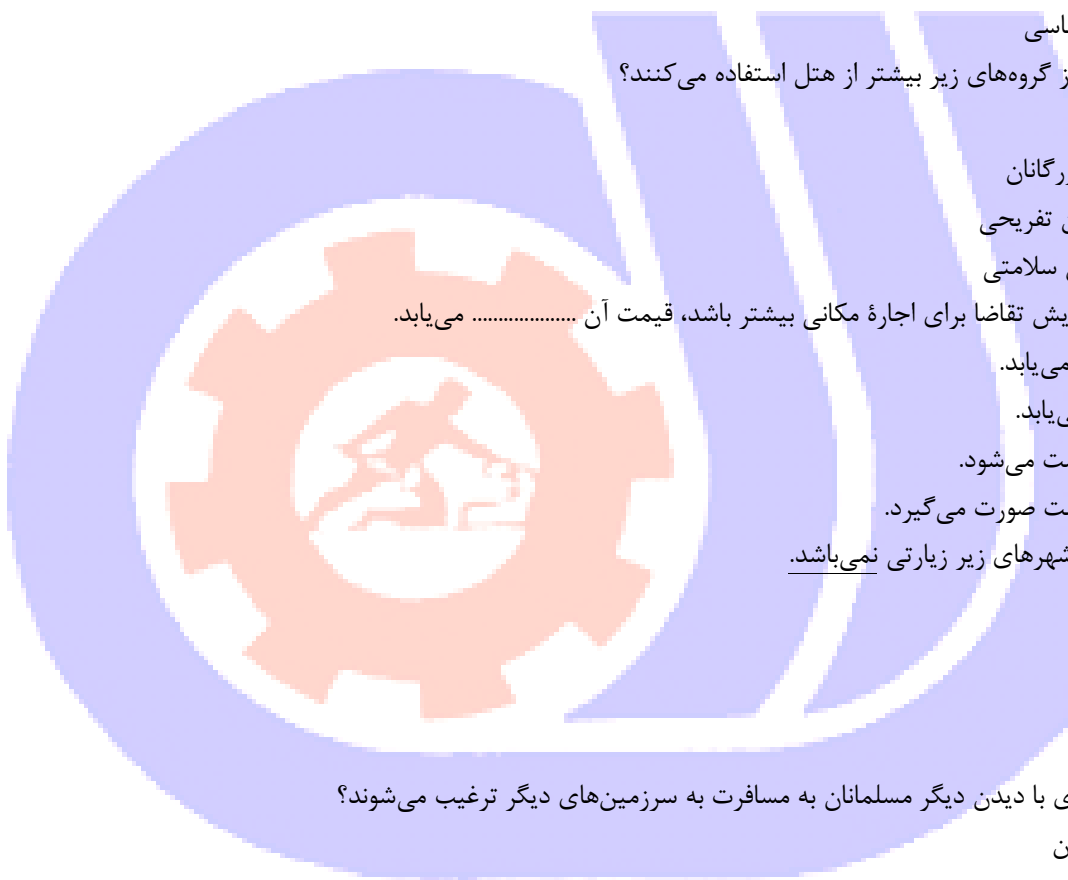 اسی
ز گروه‌های زیر بیشتر از هتل استفاده می‌کنند؟
رگانان
تفریحی
سلامتی
یش تقاضا برای اجارهٔ مکانی بیشتر باشد، قیمت آن .................... می‌یابد.
می‌یابد.
ی‌یابد.
ت می‌شود.
ت صورت می‌گیرد.
شهرهای زیر زیارتی نمی‌باشد.
ی با دیدن دیگر مسلمانان به مسافرت به سرزمین‌های دیگر ترغیب می‌شوند؟
ن